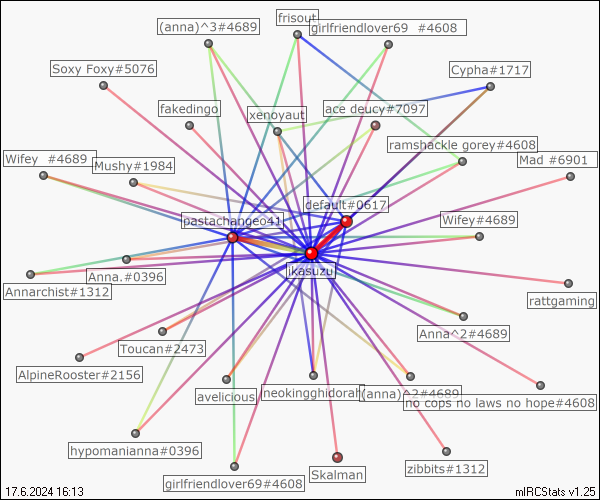 frisout
(anna)^3#4689
girlfriendlover69 #4608
Soxy Foxy#5076
Cypha#1717
fakedingo
xenoyaut
ace deucy#7097
ramshackle gorey#4608
Wifey #4689
Mushy#1984
Mad #6901
default#0617
pastachangeo41
Wifey#4689
ikasuzu
Anna.#0396
Annarchist#1312
rattgaming
Anna^2#4689
Toucan#2473
AlpineRooster#2156
avelicious
neokingghidorah
(anna)^2#4689
no cops no laws no hope#4608
hypomanianna#0396
Skalman
zibbits#1312
girlfriendlover69#4608
17.6.2024 16:13
mIRCStats v1.25